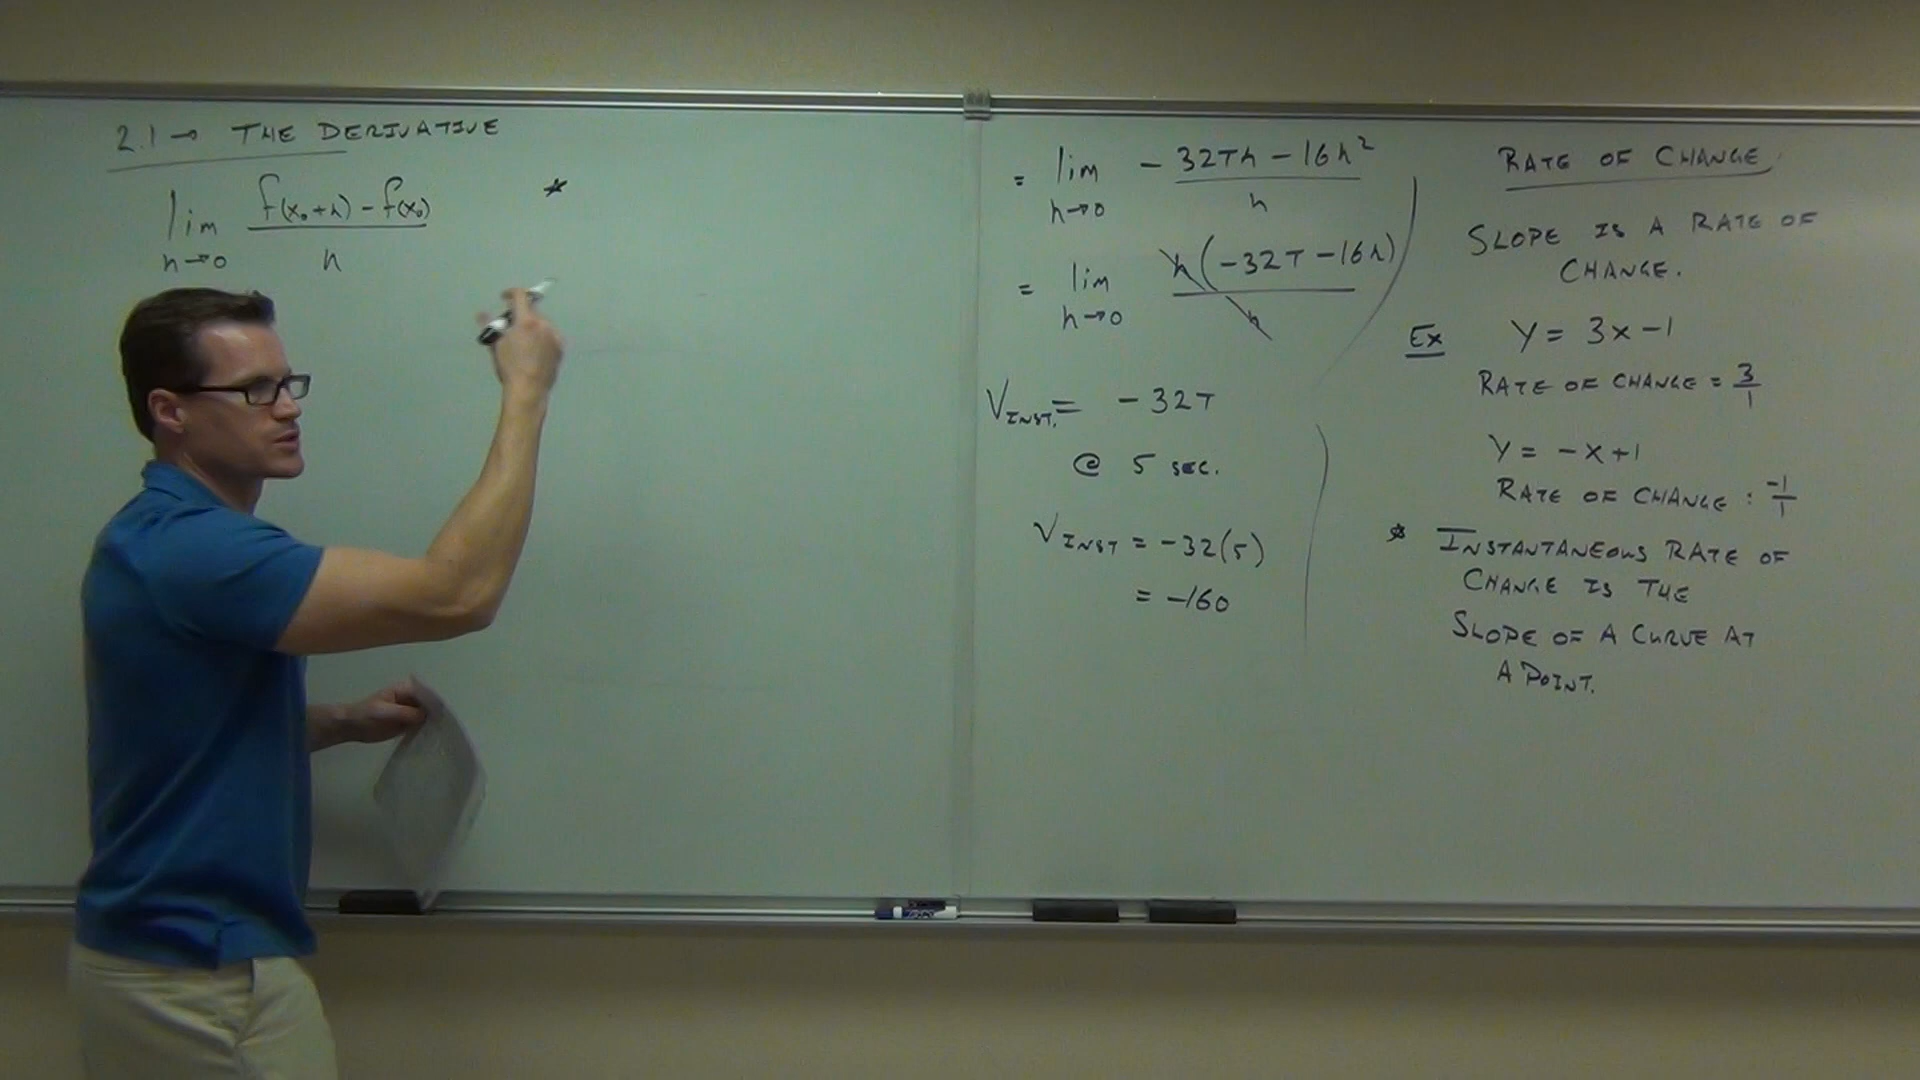 2.1 → THE DERIVATIVE
lim f(x₀+h) - f(x₀) *
h→0 h
= lim - 32Th - 16h²
h→0 h
= lim h(-32T - 16h)
h→0 h
V INST. = - 32T
@ 5 SEC.
V INST = -32(5)
= -160
RATE OF CHANGE
SLOPE IS A RATE OF
CHANGE.
Ex Y = 3x - 1
RATE OF CHANGE = 3/1
Y = -x + 1
RATE OF CHANGE : -1/1
* INSTANTANEOUS RATE OF
CHANGE IS THE
SLOPE OF A CURVE AT
A POINT.